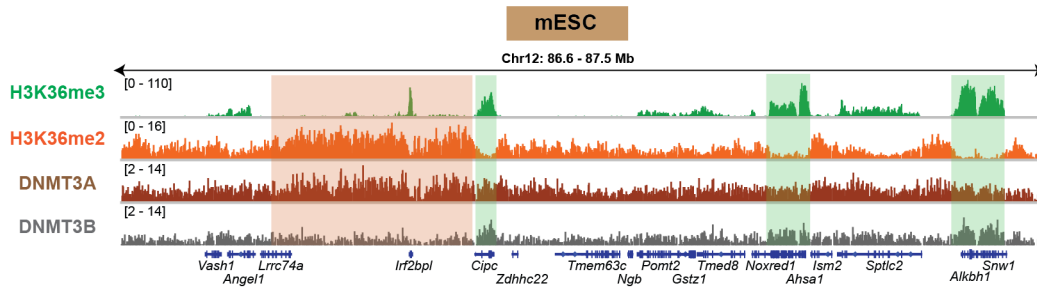 mESC
Chr12: 86.6 - 87.5 Mb
H3K36me3 [0 - 110]
H3K36me2 [0 - 16]
DNMT3A [2 - 14]
DNMT3B [2 - 14]
Vash1 Lrrc74a Irf2bpl Cipc Tmem63c Pomt2 Tmed8 Noxred1 Ism2 Sptlc2 Snw1
Angel1 Zdhhc22 Ngb Gstz1 Ahsa1 Alkbh1